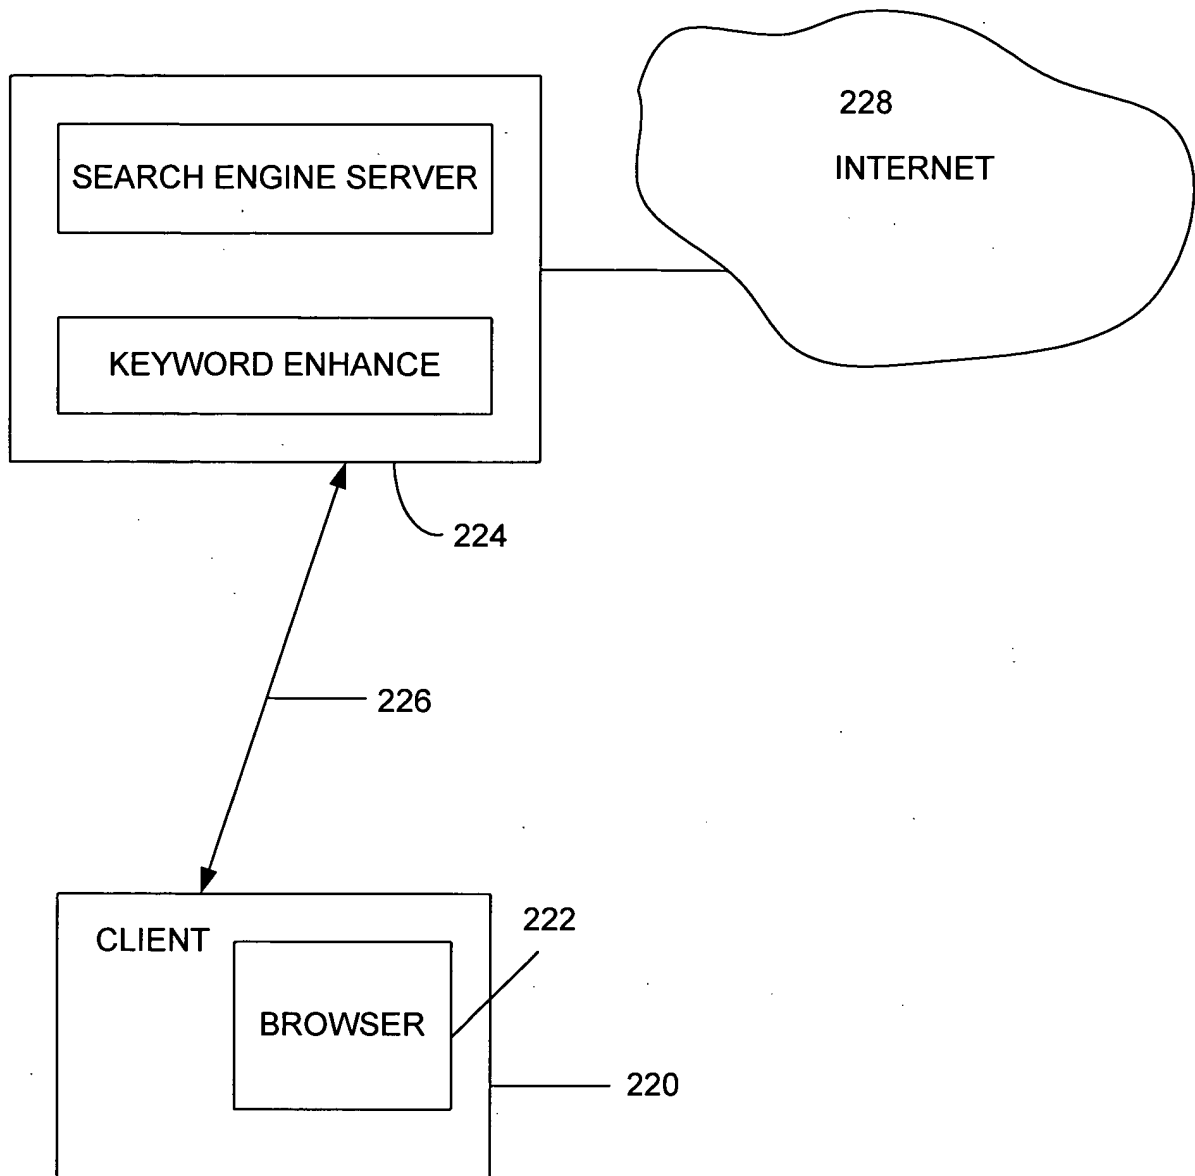 228
INTERNET
SEARCH ENGINE SERVER
KEYWORD ENHANCE
224
226
CLIENT
222
BROWSER
220